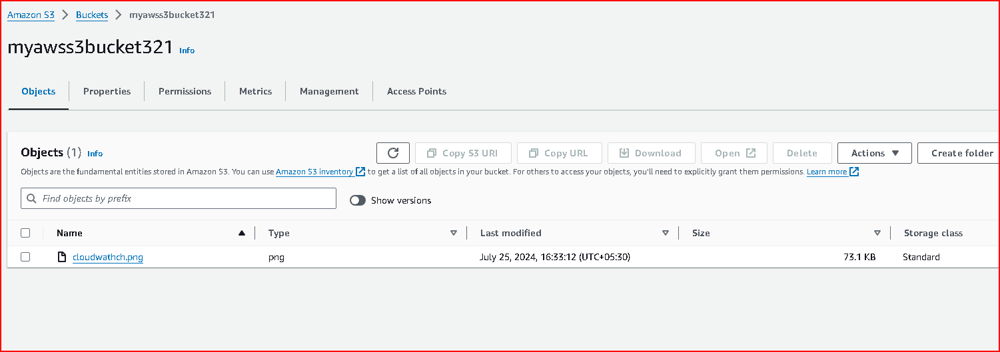 Amazon S3 > Buckets > myawss3bucket321
myawss3bucket321 Info
Objects Properties Permissions Metrics Management Access Points
Objects (1) Info Copy S3 URI Copy URL Download Open Delete Actions Create folder
Objects are the fundamental entities stored in Amazon S3. You can use Amazon S3 inventory to get a list of all objects in your bucket. For others to access your objects, you'll need to explicitly grant them permissions. Learn more
Find objects by prefix Show versions
Name Type Last modified Size Storage class
cloudwathch.png png July 25, 2024, 16:33:12 (UTC+05:30) 73.1 KB Standard